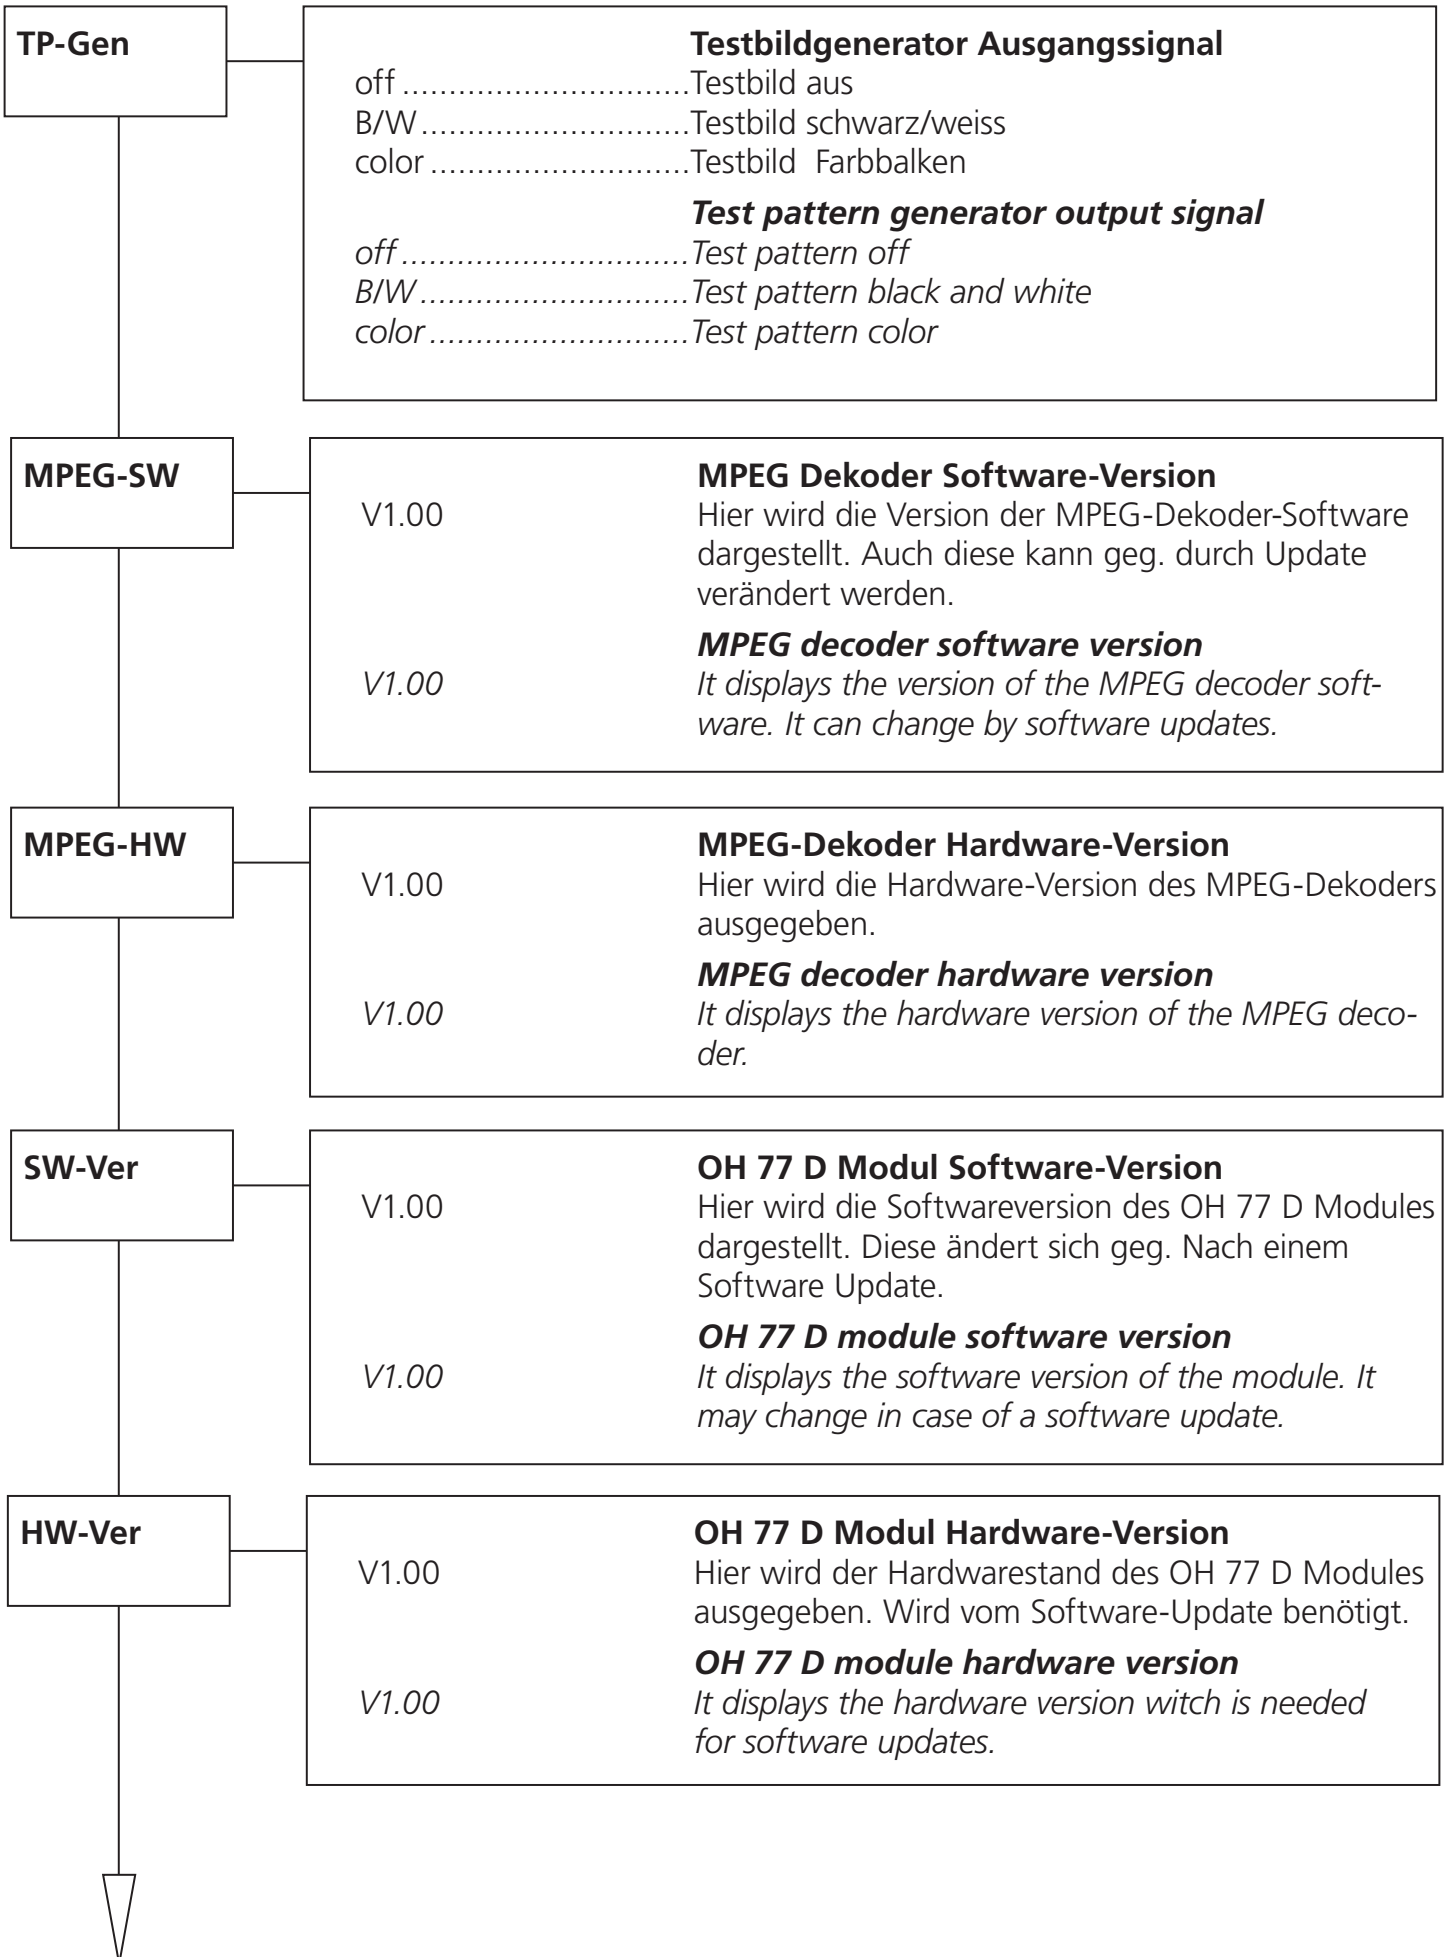 TP-Gen
Testbildgenerator Ausgangssignal
off ...............................Testbild aus
B/W .............................Testbild schwarz/weiss
color ............................Testbild  Farbbalken
Test pattern generator output signal
off ...............................Test pattern off
B/W .............................Test pattern black and white
color ............................Test pattern color
MPEG-SW
MPEG Dekoder Software-Version
V1.00 Hier wird die Version der MPEG-Dekoder-Software
dargestellt. Auch diese kann geg. durch Update
verändert werden.
MPEG decoder software version
V1.00 It displays the version of the MPEG decoder soft-
ware. It can change by software updates.
MPEG-HW
MPEG-Dekoder Hardware-Version
V1.00 Hier wird die Hardware-Version des MPEG-Dekoders
ausgegeben.
MPEG decoder hardware version
V1.00 It displays the hardware version of the MPEG deco-
der.
SW-Ver
OH 77 D Modul Software-Version
V1.00 Hier wird die Softwareversion des OH 77 D Modules
dargestellt. Diese ändert sich geg. Nach einem
Software Update.
OH 77 D module software version
V1.00 It displays the software version of the module. It
may change in case of a software update.
HW-Ver
OH 77 D Modul Hardware-Version
V1.00 Hier wird der Hardwarestand des OH 77 D Modules
ausgegeben. Wird vom Software-Update benötigt.
OH 77 D module hardware version
V1.00 It displays the hardware version witch is needed
for software updates.